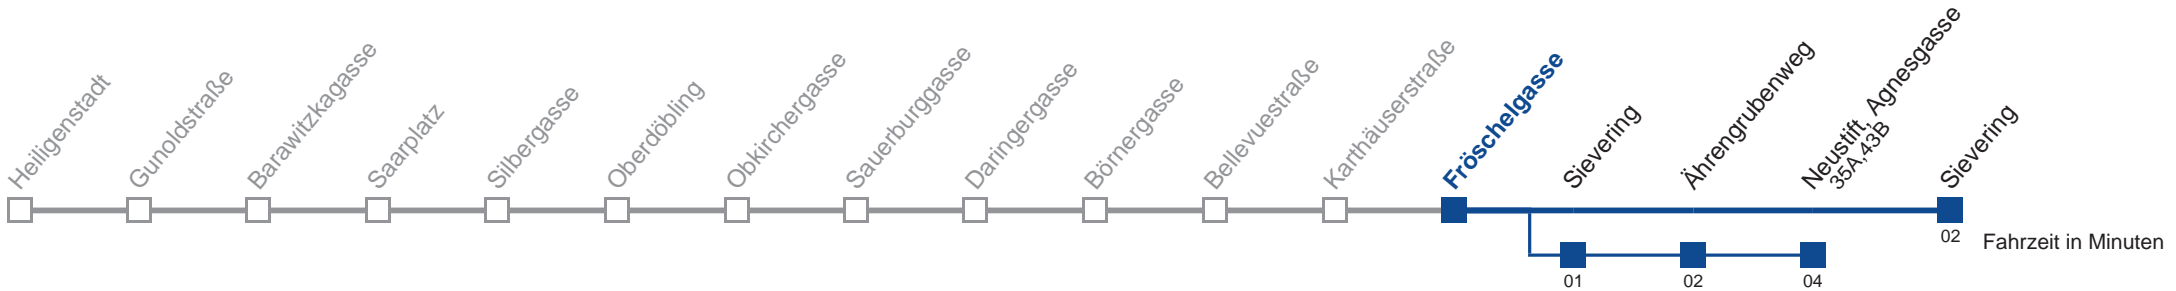 Heiligenstadt
Gunoldstraße
Barawitzkagasse
Saarplatz
Silbergasse
Oberdöbling
Obkirchergasse
Sauerburggasse
Daringergasse
Börnergasse
Bellevuestraße
Karthäuserstraße
Fröschelgasse
Sievering
Ährengrubenweg
Neustift, Agnesgasse
35A,43B
Sievering
02
Fahrzeit in Minuten
01
02
04